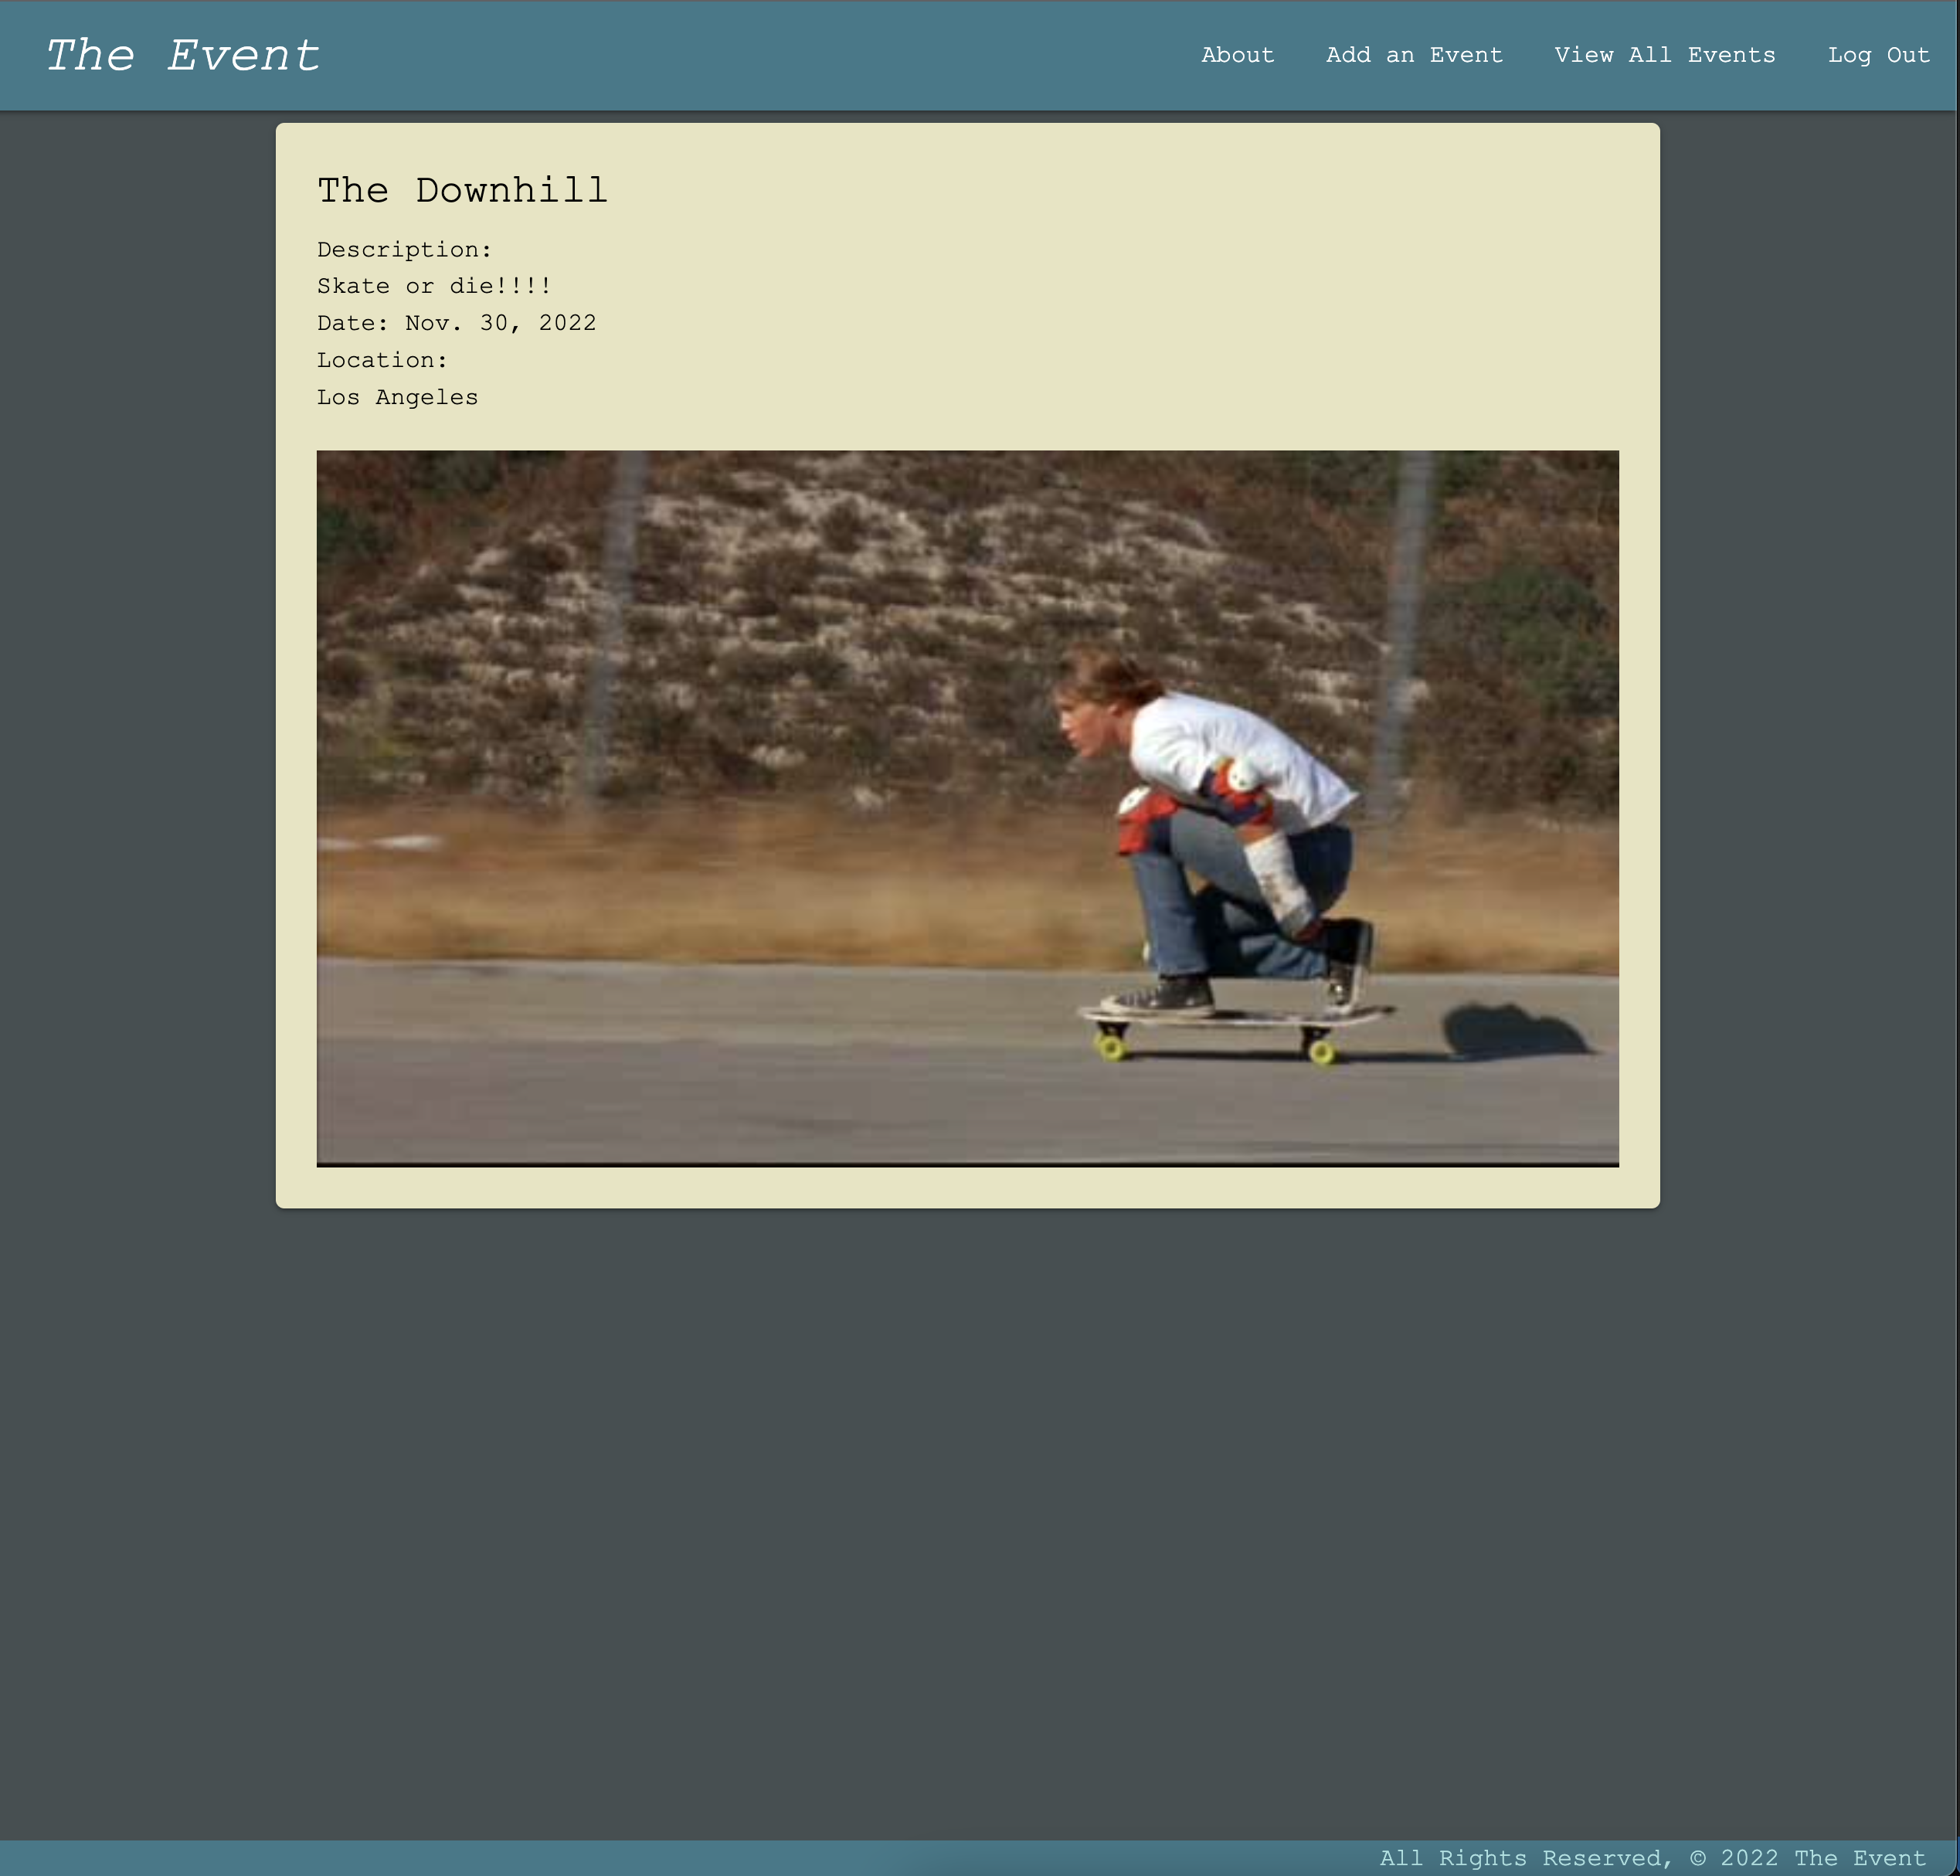 The Event
About
Add an Event
View All Events
Log Out
The Downhill
Description:
Skate or die!!!!
Date: Nov. 30, 2022
Location:
Los Angeles
All Rights Reserved, © 2022 The Event